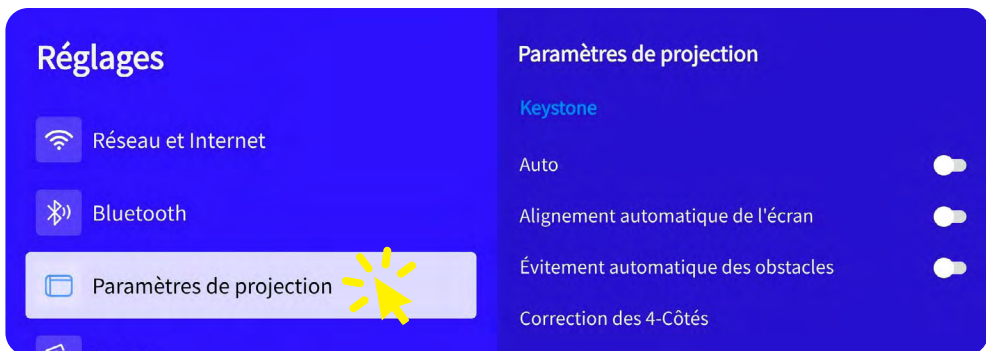 Réglages
Réseau et Internet
Bluetooth
Paramètres de projection
Paramètres de projection
Keystone
Auto
Alignement automatique de l'écran
Évitement automatique des obstacles
Correction des 4-Côtés